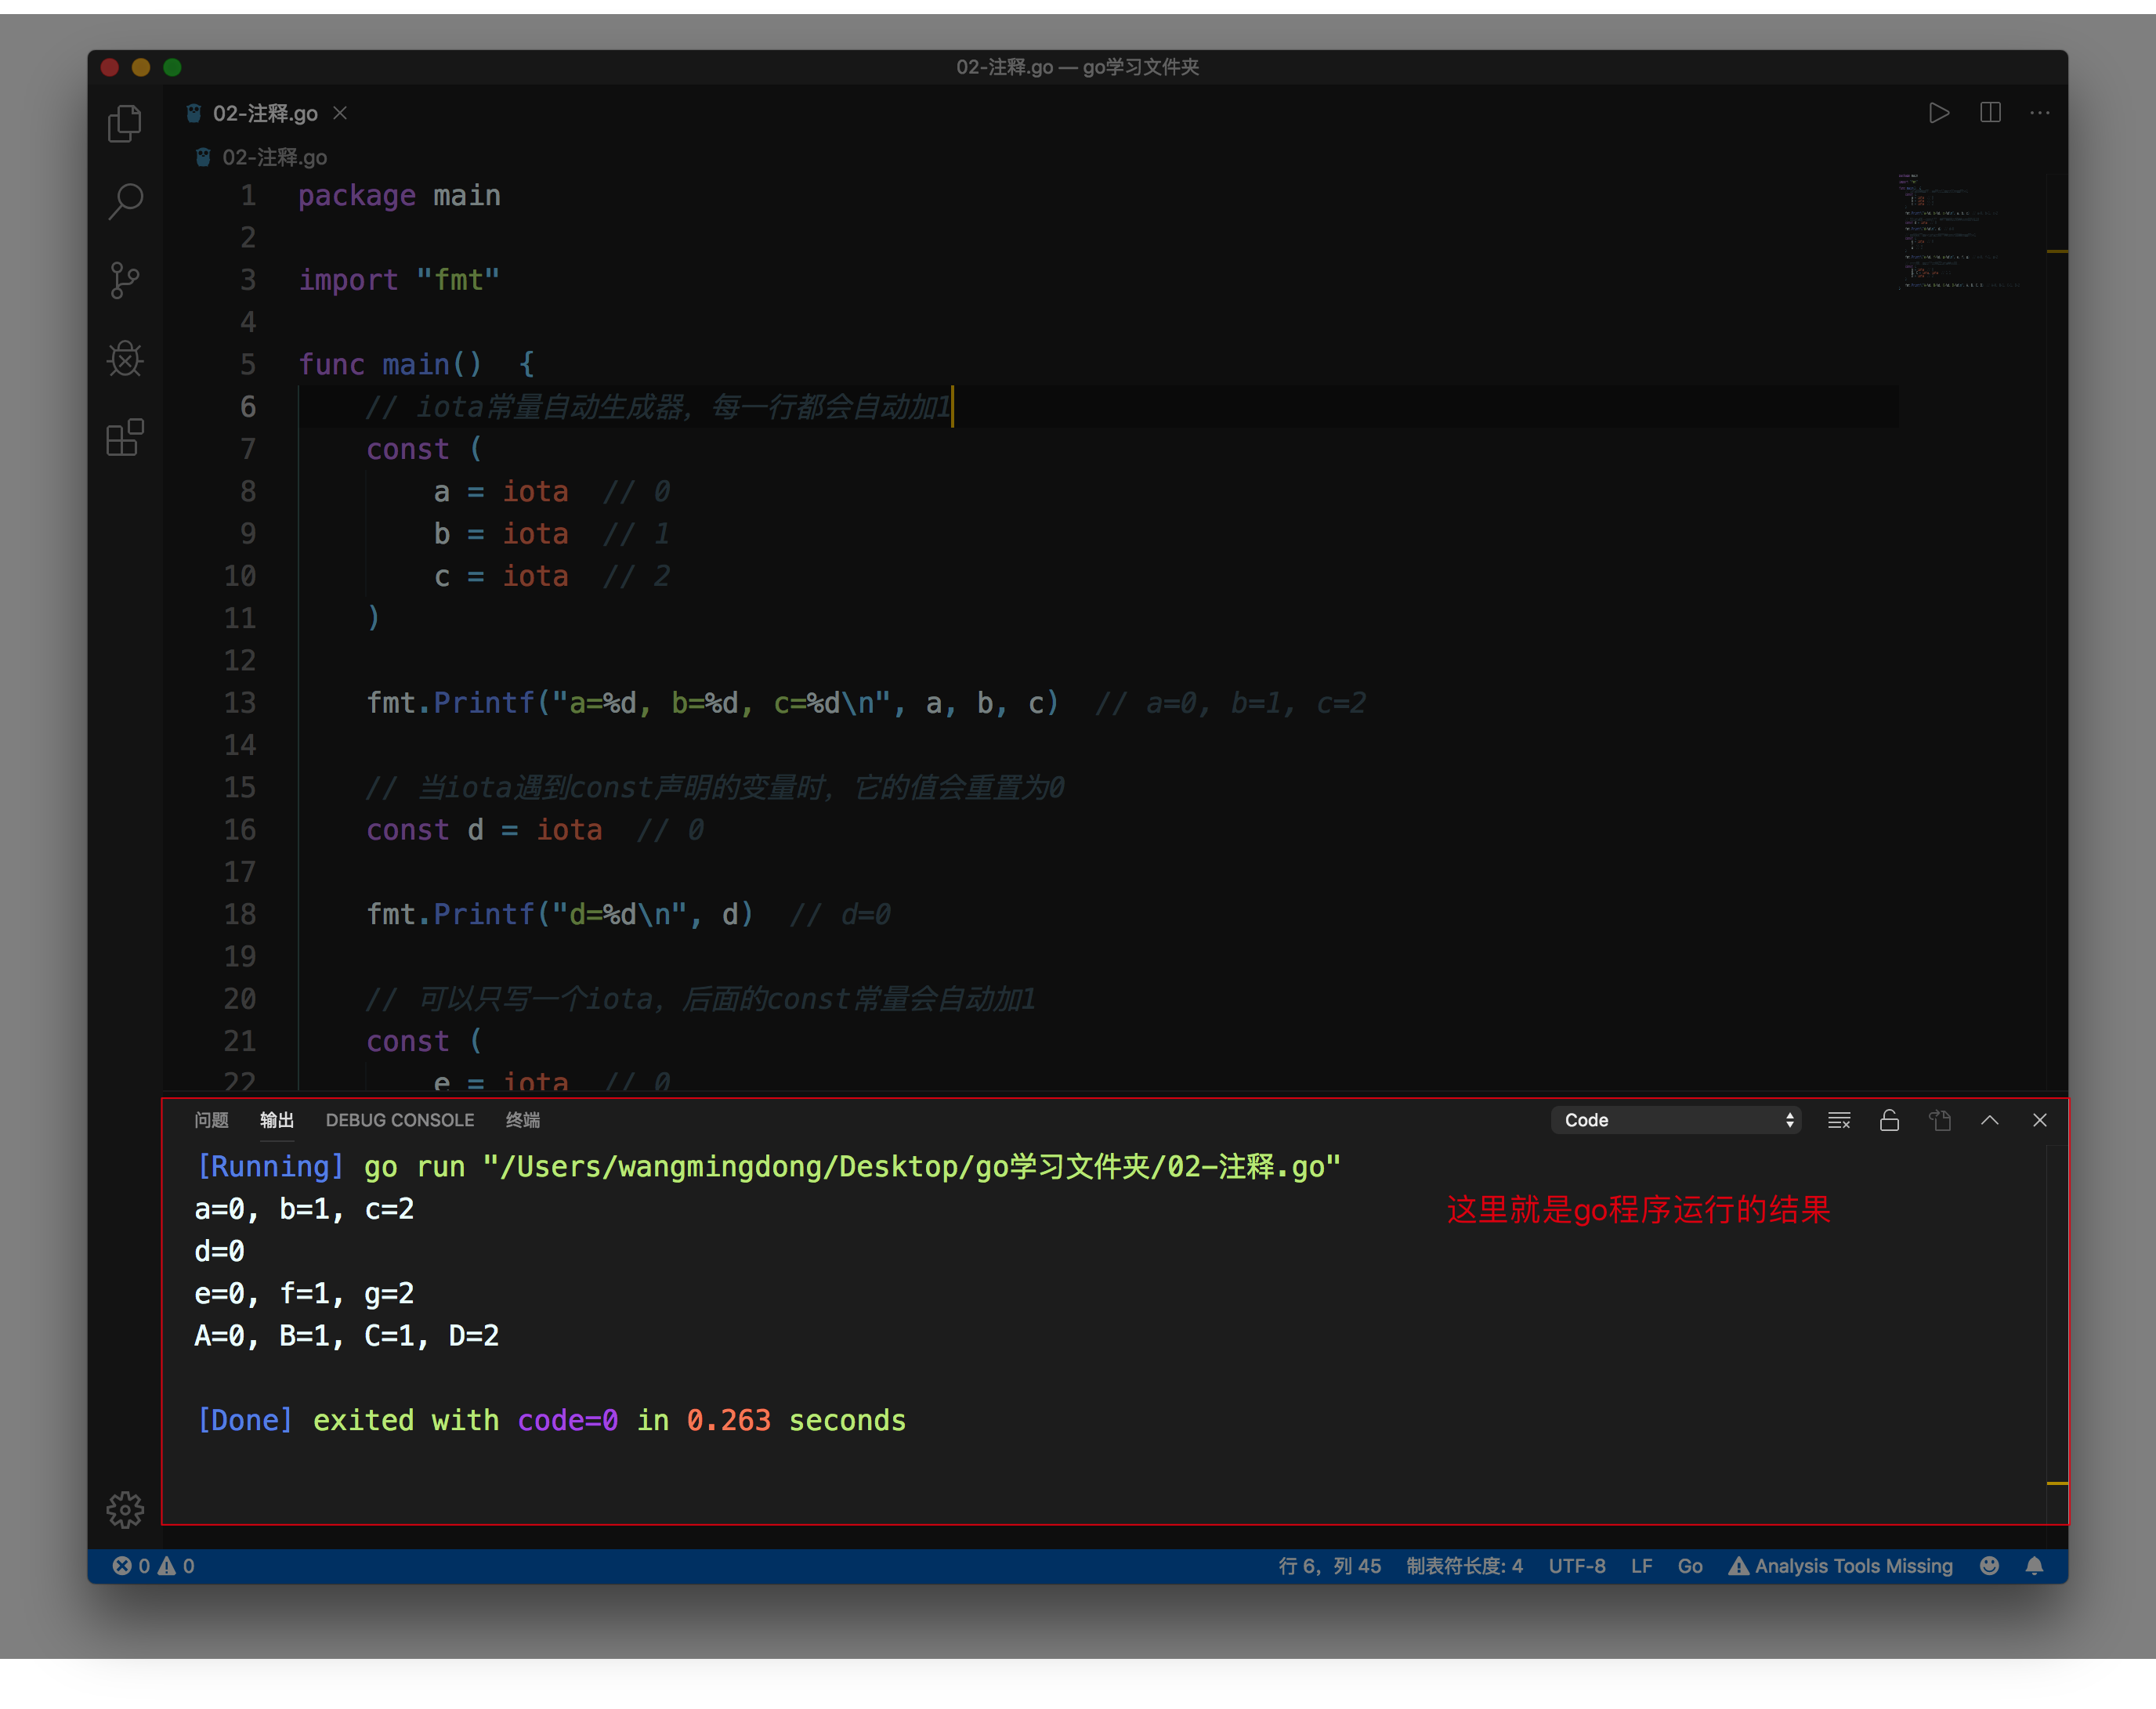 02-注释.go — go学习文件夹
02-注释.go
02-注释.go
1 package main
2
3 import "fmt"
4
5 func main()  {
6 // iota常量自动生成器，每一行都会自动加1
7 const (
8 a = iota  // 0
9 b = iota  // 1
10 c = iota  // 2
11 )
12
13 fmt.Printf("a=%d, b=%d, c=%d\n", a, b, c)  // a=0, b=1, c=2
14
15 // 当iota遇到const声明的变量时，它的值会重置为0
16 const d = iota  // 0
17
18 fmt.Printf("d=%d\n", d)  // d=0
19
20 // 可以只写一个iota，后面的const常量会自动加1
21 const (
22 e = iota  // 0
问题 输出 DEBUG CONSOLE 终端 Code
[Running] go run "/Users/wangmingdong/Desktop/go学习文件夹/02-注释.go"
a=0, b=1, c=2
这里就是go程序运行的结果
d=0
e=0, f=1, g=2
A=0, B=1, C=1, D=2
[Done] exited with code=0 in 0.263 seconds
0 0 行 6，列 45 制表符长度: 4 UTF-8 LF Go Analysis Tools Missing